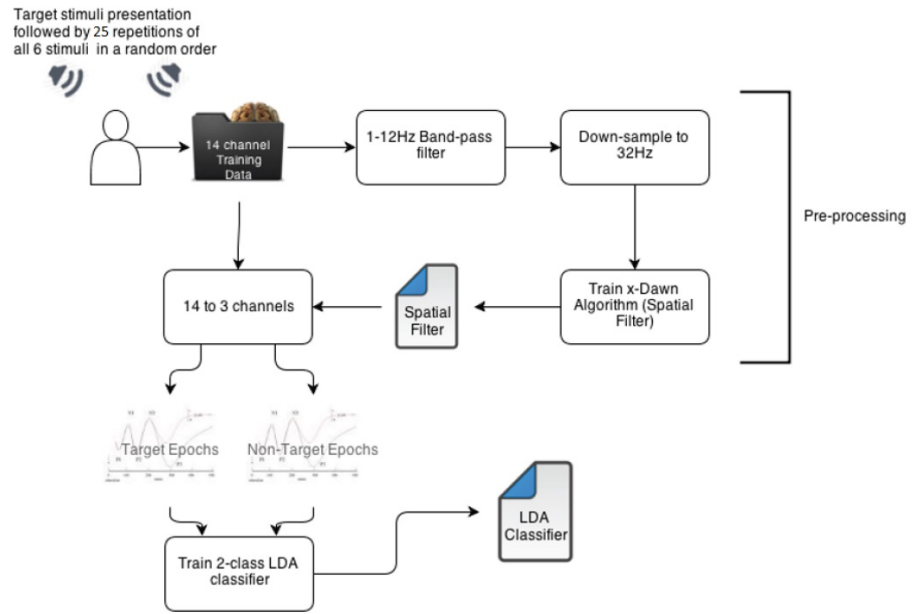 Target stimuli presentation
followed by 25 repetitions of
all 6 stimuli in a random order
14 channel
Training
Data
1-12Hz Band-pass
filter
Down-sample to
32Hz
Pre-processing
14 to 3 channels
Spatial
Filter
Train x-Dawn
Algorithm (Spatial
Filter)
Target Epochs
Non-Target Epochs
LDA
Classifier
Train 2-class LDA
classifier